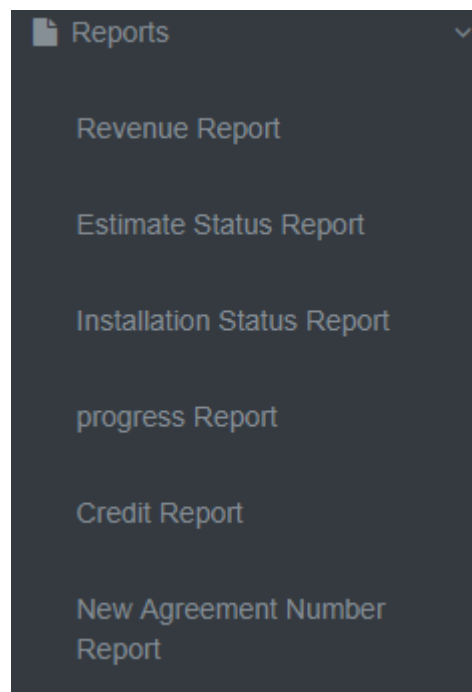 Reports
Revenue Report
Estimate Status Report
Installation Status Report
progress Report
Credit Report
New Agreement Number
Report